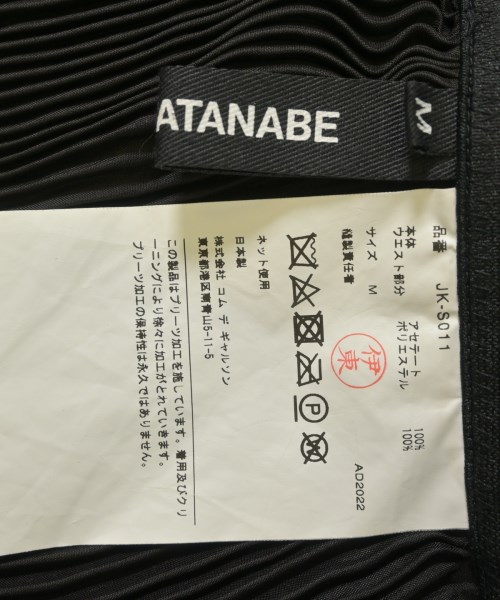 ATANABE
M
品番 JK-S011
本体 アセテート 100%
ウエスト部分 ポリエステル 100%
サイズ M
縫製責任者 伊東
AD2022
P
ネット使用
日本製
株式会社 コム デ ギャルソン
東京都港区南青山5-11-5
この製品はプリーツ加工を施しています。着用及びクリ
ーニングにより徐々に加工がとれていきます。
プリーツ加工の保持性は永久ではありません。